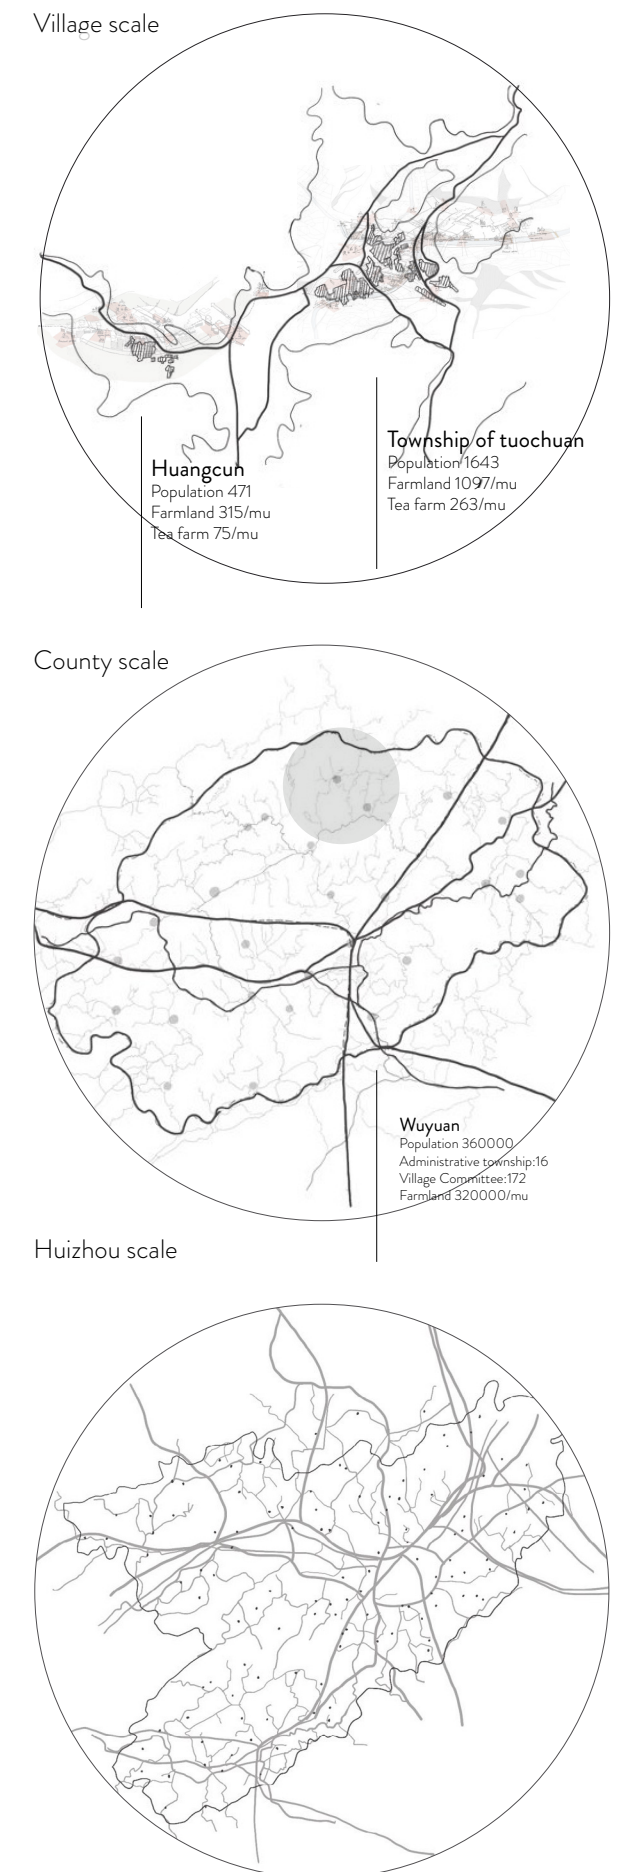 Village scale
Township of tuochuan
Population 1643
Farmland 1097/mu
Tea farm 263/mu
Huangcun
Population 471
Farmland 315/mu
Tea farm 75/mu
County scale
Wuyuan
Population 360000
Administrative township:16
Village Committee:172
Farmland 320000/mu
Huizhou scale